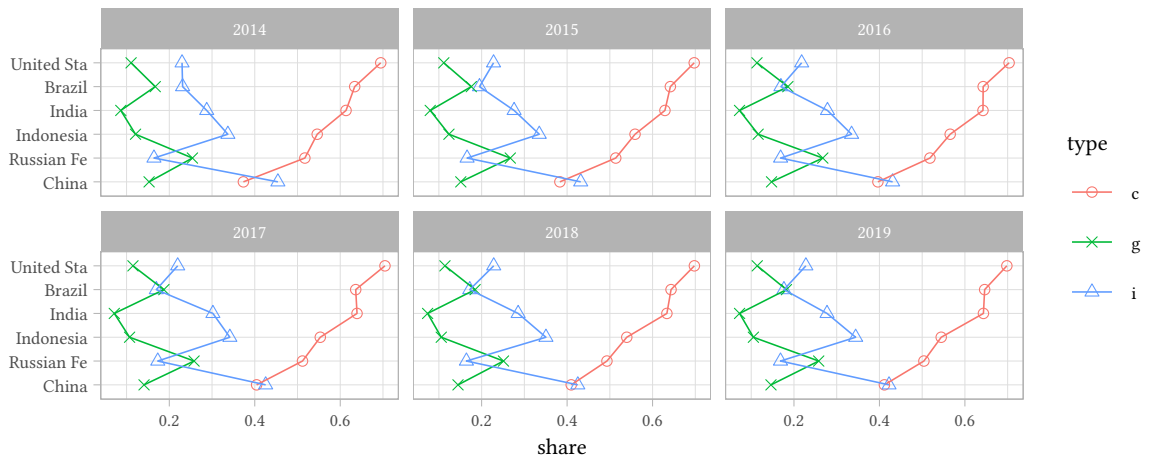 2014
2015
2016
United Sta
Brazil
India
Indonesia
Russian Fe
China
2017
2018
2019
United Sta
Brazil
India
Indonesia
Russian Fe
China
0.2 0.4 0.6
0.2 0.4 0.6
0.2 0.4 0.6
share
type
c
g
i